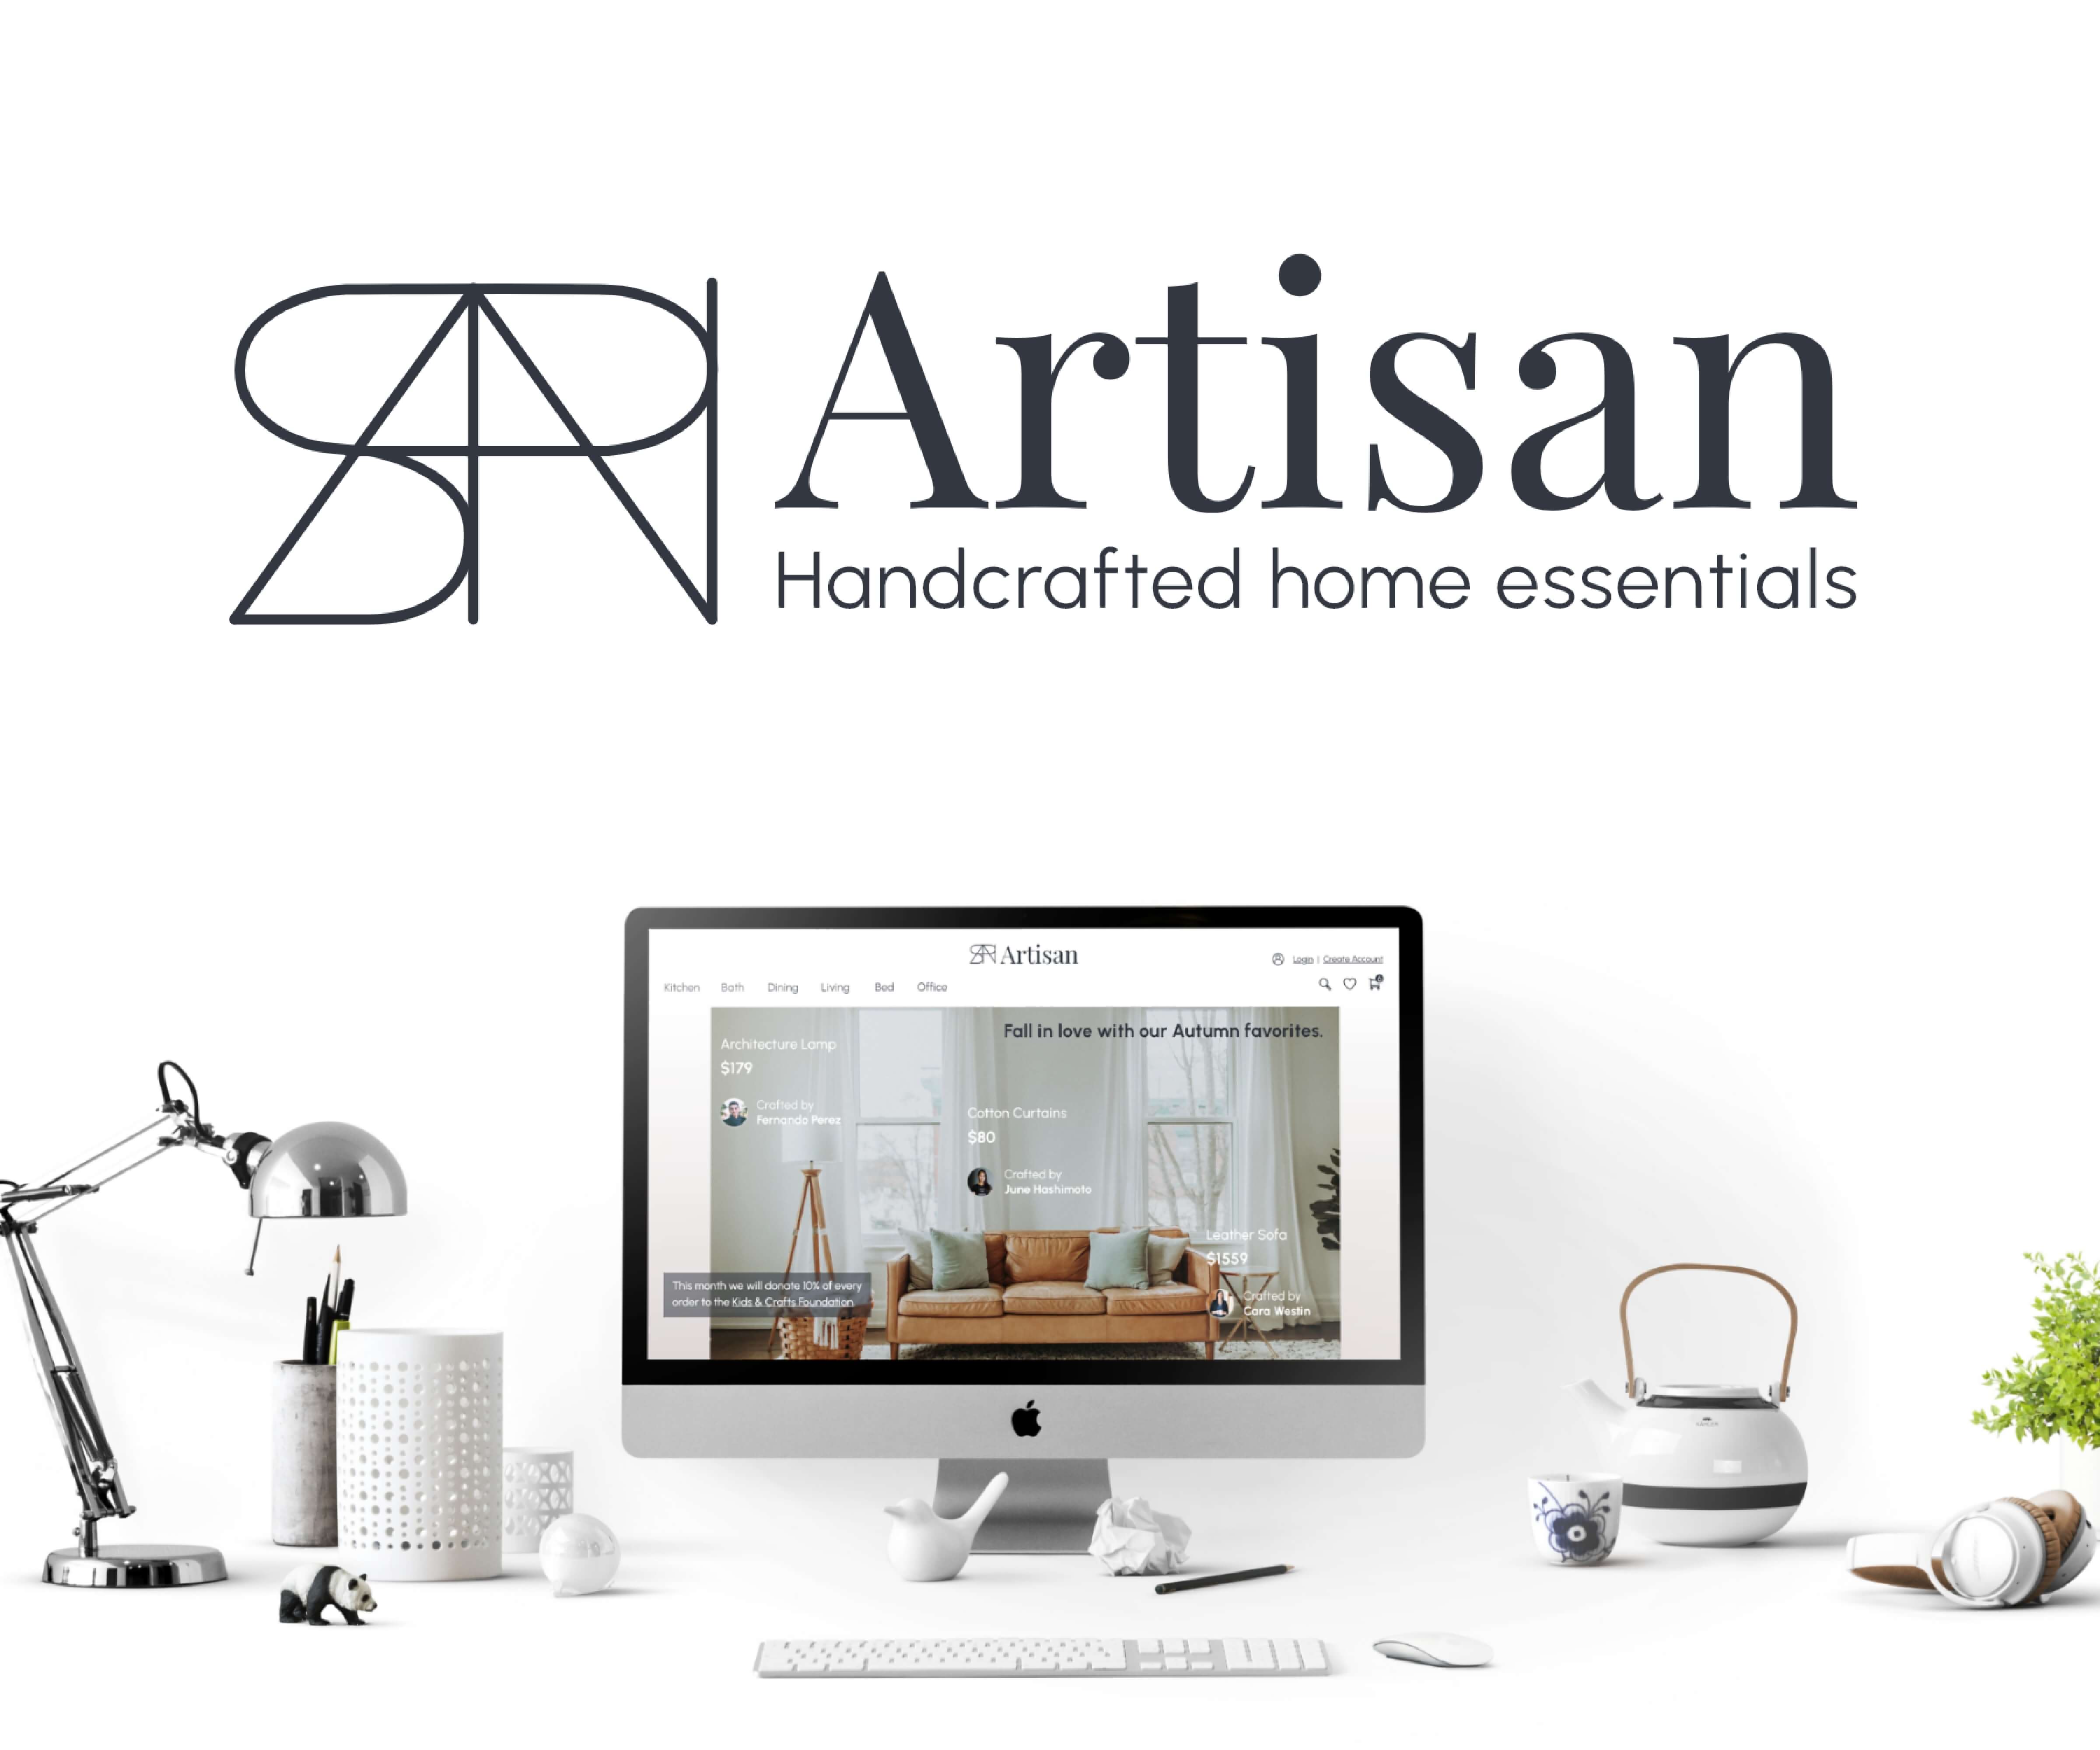 Artisan
Handcrafted home essentials
Artisan
Login | Create Account
Kitchen Bath Dining Living Bed Office
0
Fall in love with our Autumn favorites.
Architecture Lamp
$179
Crafted by
Fernando Perez
Cotton Curtains
$80
Crafted by
June Hashimoto
Leather Sofa
$1559
Crafted by
Cara Westin
This month we will donate 10% of every
order to the Kids & Crafts Foundation